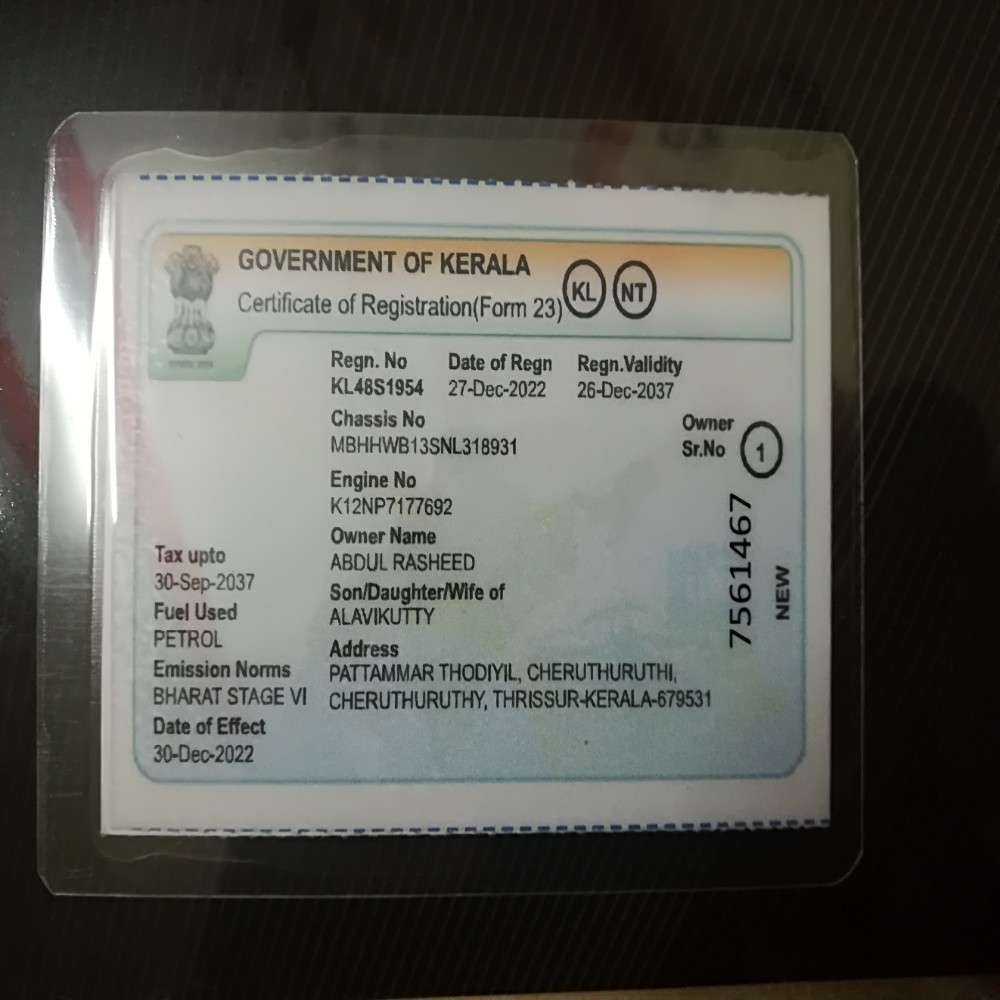 GOVERNMENT OF KERALA
Certificate of Registration(Form 23)
KL NT
Regn. No Date of Regn Regn.Validity
KL48S1954 27-Dec-2022 26-Dec-2037
Chassis No
MBHHWB13SNL318931
Owner
Sr.No 1
Engine No
K12NP7177692
Owner Name
ABDUL RASHEED
Son/Daughter/Wife of
ALAVIKUTTY
Address
PATTAMMAR THODIYIL, CHERUTHURUTHI,
CHERUTHURUTHY, THRISSUR-KERALA-679531
Tax upto
30-Sep-2037
Fuel Used
PETROL
Emission Norms
BHARAT STAGE VI
Date of Effect
30-Dec-2022
7561467
NEW